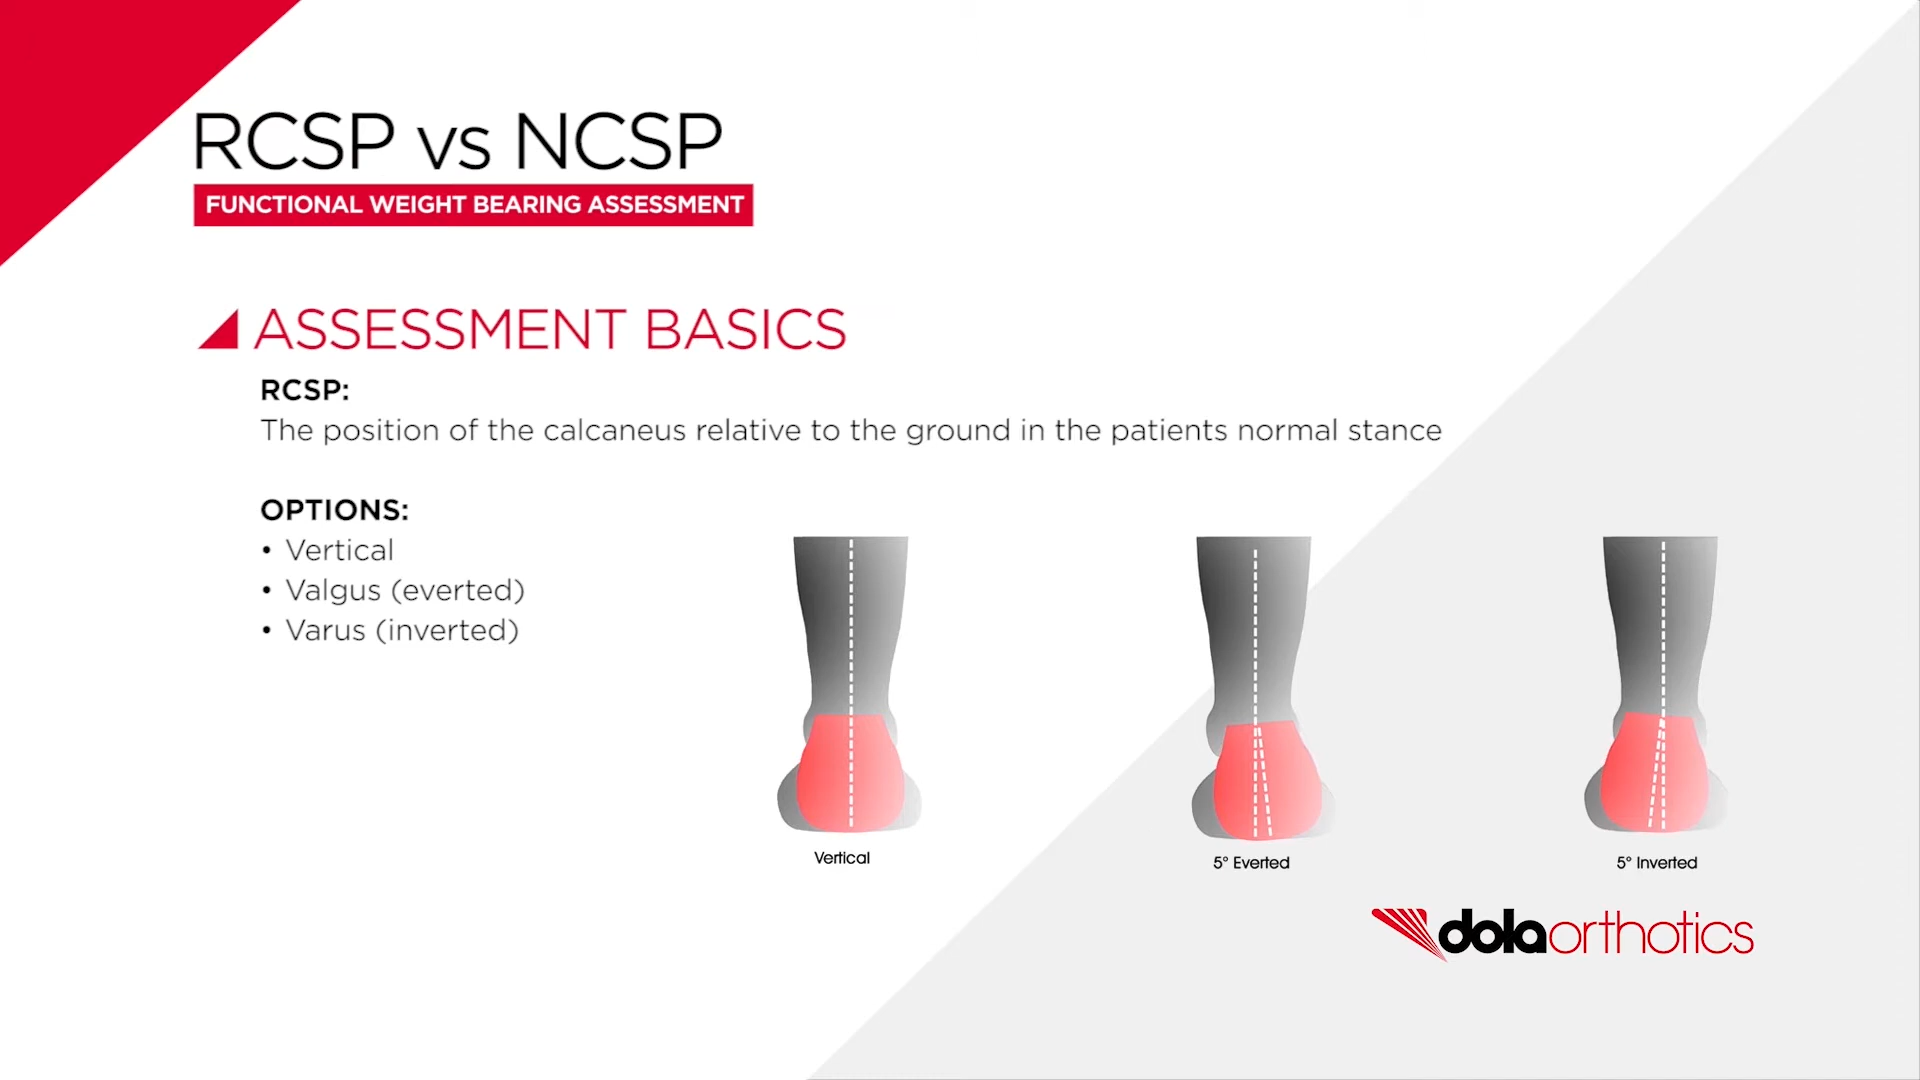 RCSP vs NCSP
FUNCTIONAL WEIGHT BEARING ASSESSMENT
ASSESSMENT BASICS
RCSP:
The position of the calcaneus relative to the ground in the patients normal stance
OPTIONS:
• Vertical
• Valgus (everted)
• Varus (inverted)
Vertical
5° Everted
5° Inverted
dolaorthotics